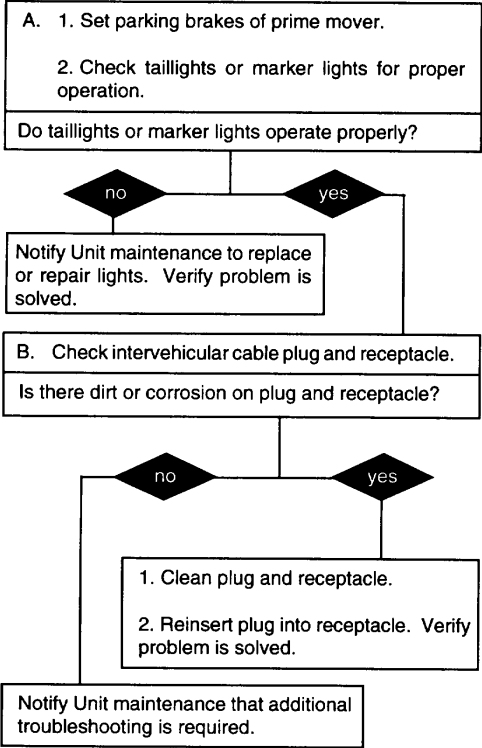 A. 1. Set parking brakes of prime mover.
2. Check taillights or marker lights for proper
operation.
Do taillights or marker lights operate properly?
no
yes
Notify Unit maintenance to replace
or repair lights. Verify problem is
solved.
B. Check intervehicular cable plug and receptacle.
Is there dirt or corrosion on plug and receptacle?
no
yes
1. Clean plug and receptacle.
2. Reinsert plug into receptacle. Verify
problem is solved.
Notify Unit maintenance that additional
troubleshooting is required.